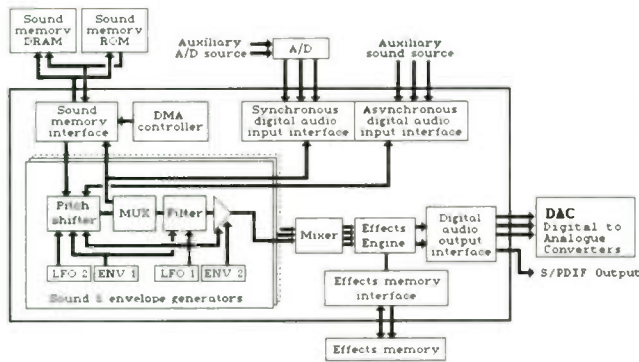 Sound
memory
DRAM
Sound
memory
ROM
Auxiliary
A/D source
A/D
Auxiliary
sound source
Sound
memory
interface
DMA
controller
Synchronous
digital audio
input interface
Asynchronous
digital audio
input interface
Pitch
shifter
MUX
Filter
LFO 2
ENV 1
LFO 1
ENV 2
Sound & envelope generators
Mixer
Effects
Engine
Digital
audio
output
interface
DAC
Digital to
Analogue
Converters
S/PDIF Output
Effects memory
interface
Effects memory